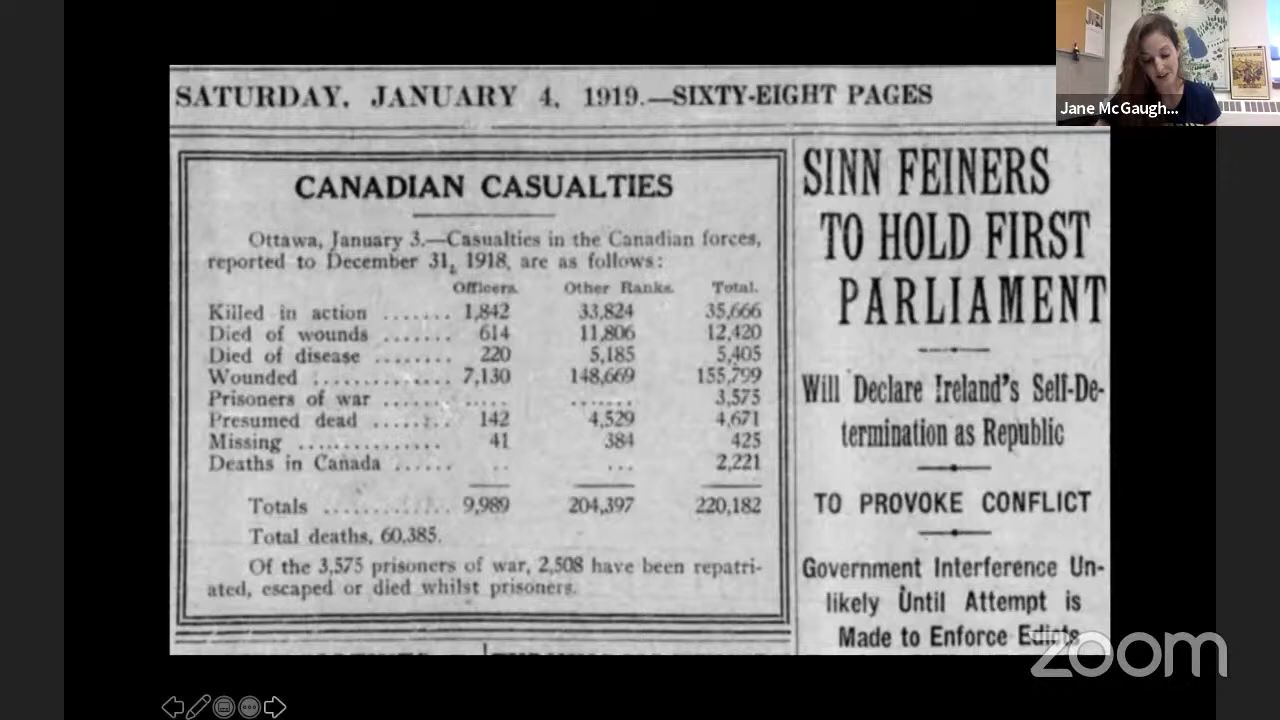 SATURDAY, JANUARY 4, 1919.—SIXTY-EIGHT PAGES
CANADIAN CASUALTIES
Ottawa, January 3.—Casualties in the Canadian forces,
reported to December 31, 1918, are as follows:
Officers. Other Ranks. Total.
Killed in action ....... 1,842 33,824 35,666
Died of wounds ....... 614 11,806 12,420
Died of disease ........ 220 5,185 5,405
Wounded .............. 7,130 148,669 155,799
Prisoners of war ...... ..... ....... 3,575
Presumed dead ....... 142 4,529 4,671
Missing .............. 41 384 425
Deaths in Canada ...... .. ... 2,221
Totals ............ 9,989 204,397 220,182
Total deaths, 60,385.
Of the 3,575 prisoners of war, 2,508 have been repatri-
ated, escaped or died whilst prisoners.
SINN FEINERS
TO HOLD FIRST
PARLIAMENT
Will Declare Ireland's Self-De-
termination as Republic
TO PROVOKE CONFLICT
Government Interference Un-
likely Until Attempt is
Made to Enforce Edicts
Jane McGaugh...
zoom